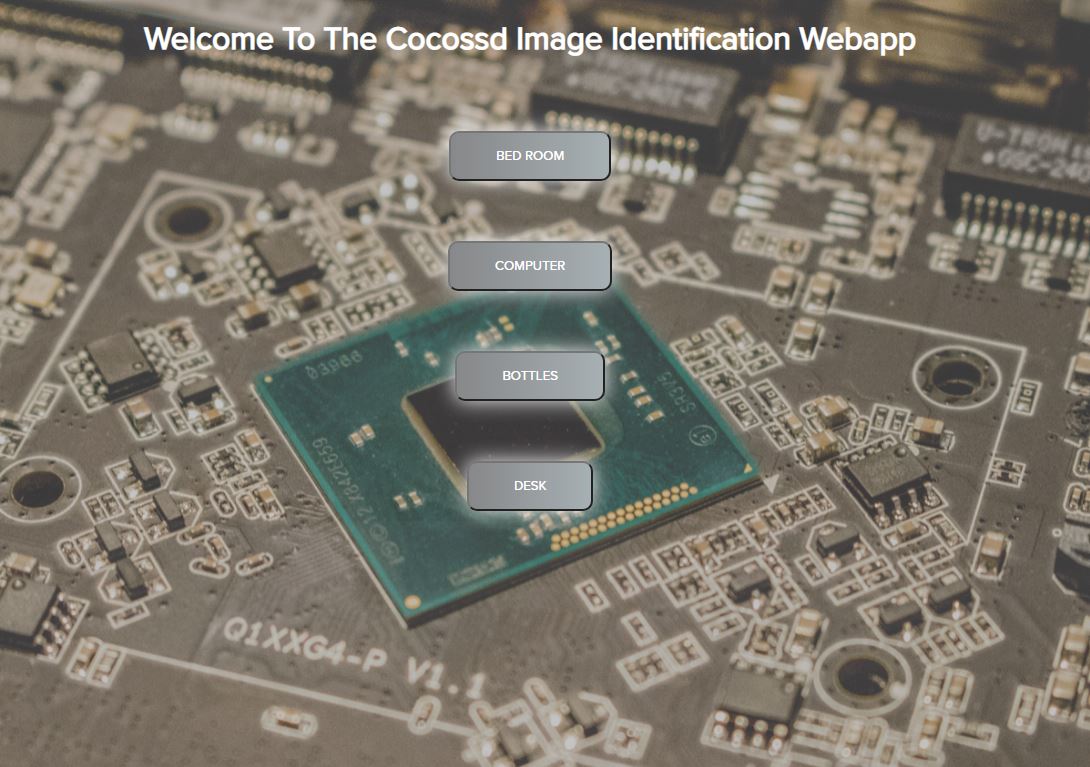 Welcome To The Cocossd Image Identification Webapp
BED ROOM
COMPUTER
BOTTLES
DESK
Q1XXG4-P V1.1